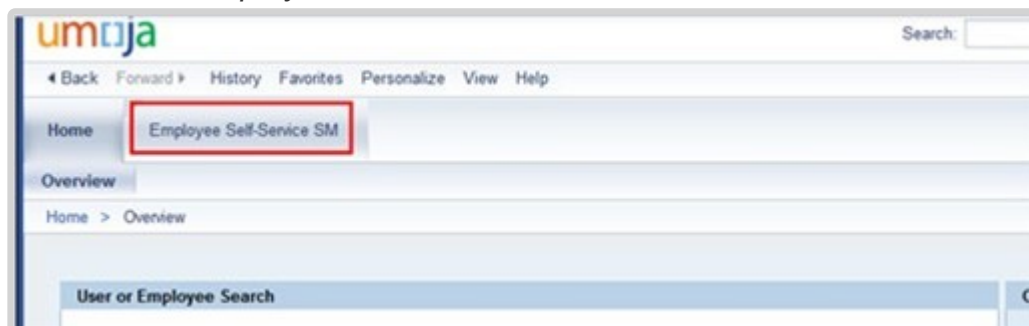 umoja
Search:
Back Forward History Favorites Personalize View Help
Home Employee Self-Service SM
Overview
Home > Overview
User or Employee Search